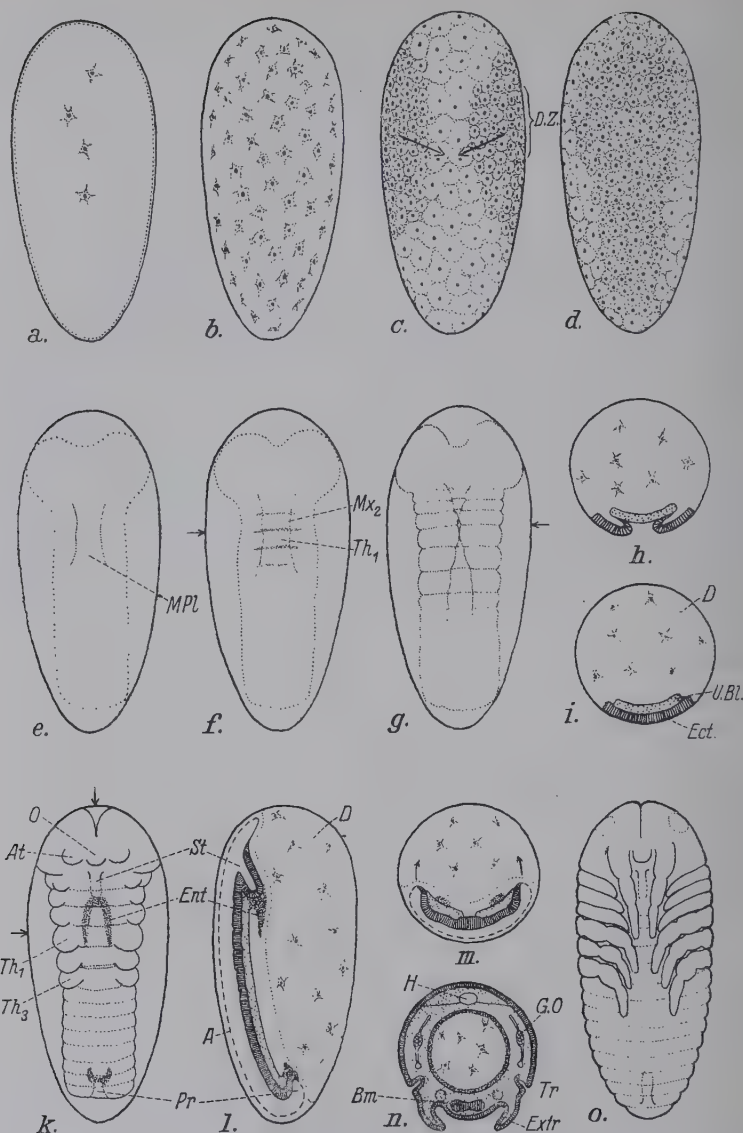 a.
b.
c.
D.Z.
d.
e.
MPl
f.
Mx2
Th1
g.
h.
i.
D
U.Bl.
Ect.
k.
O
At
St
Ent
Th1
Th3
Pr
l.
D
A
m.
n.
H
G.O
Bm
Tr
Extr
o.